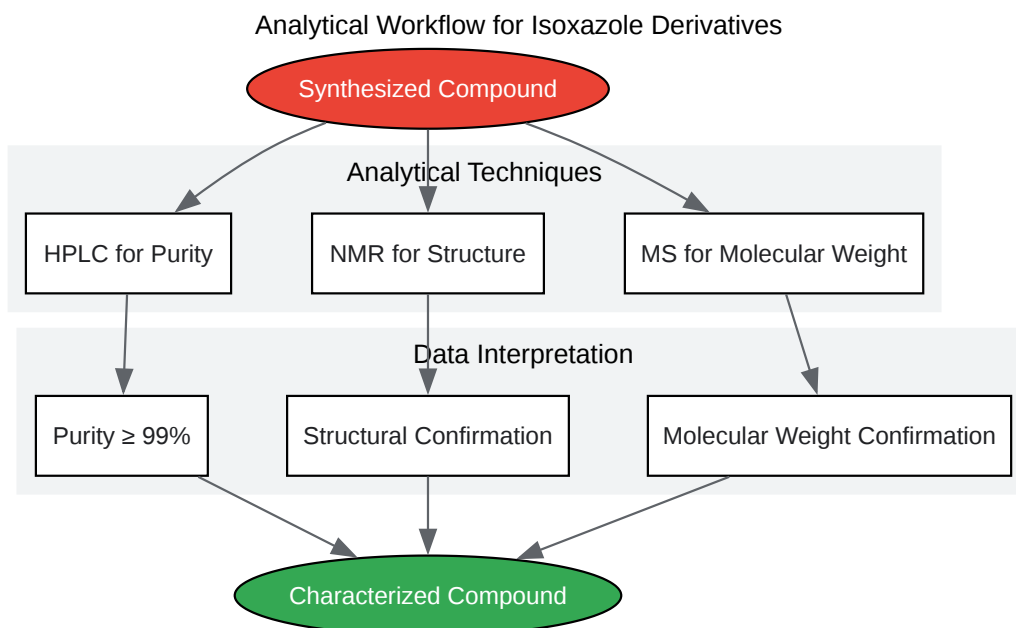 Analytical Workflow for Isoxazole Derivatives
Synthesized Compound
Analytical Techniques
HPLC for Purity
NMR for Structure
MS for Molecular Weight
Data Interpretation
Purity ≥ 99%
Structural Confirmation
Molecular Weight Confirmation
Characterized Compound